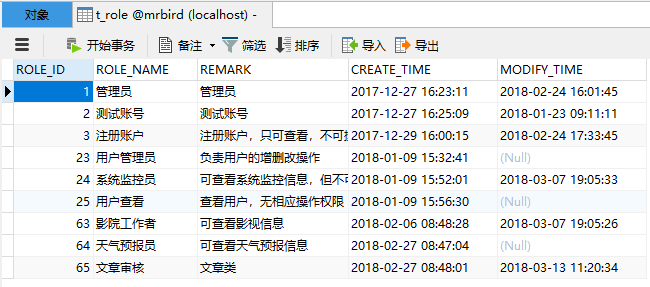 对象 t_role @mrbird (localhost) -
开始事务 备注 筛选 排序 导入 导出
ROLE_ID ROLE_NAME REMARK CREATE_TIME MODIFY_TIME
1 管理员 管理员 2017-12-27 16:23:11 2018-02-24 16:01:45
2 测试账号 测试账号 2017-12-27 16:25:09 2018-01-23 09:11:11
3 注册账户 注册账户，只可查看，不可 2017-12-29 16:00:15 2018-02-24 17:33:45
23 用户管理员 负责用户的增删改操作 2018-01-09 15:32:41 (Null)
24 系统监控员 可查看系统监控信息，但不 2018-01-09 15:52:01 2018-03-07 19:05:33
25 用户查看 查看用户，无相应操作权限 2018-01-09 15:56:30 (Null)
63 影院工作者 可查看影视信息 2018-02-06 08:48:28 2018-03-07 19:05:26
64 天气预报员 可查看天气预报信息 2018-02-27 08:47:04 (Null)
65 文章审核 文章类 2018-02-27 08:48:01 2018-03-13 11:20:34